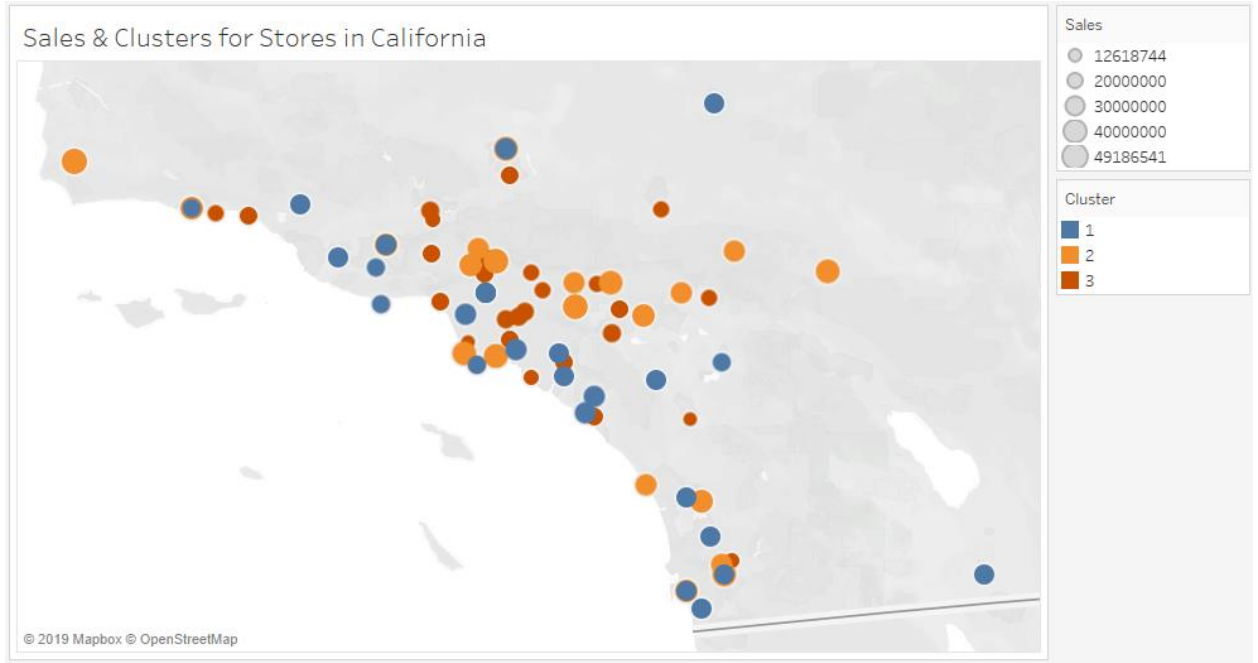 Sales & Clusters for Stores in California
© 2019 Mapbox © OpenStreetMap
Sales
12618744
20000000
30000000
40000000
49186541
Cluster
1
2
3